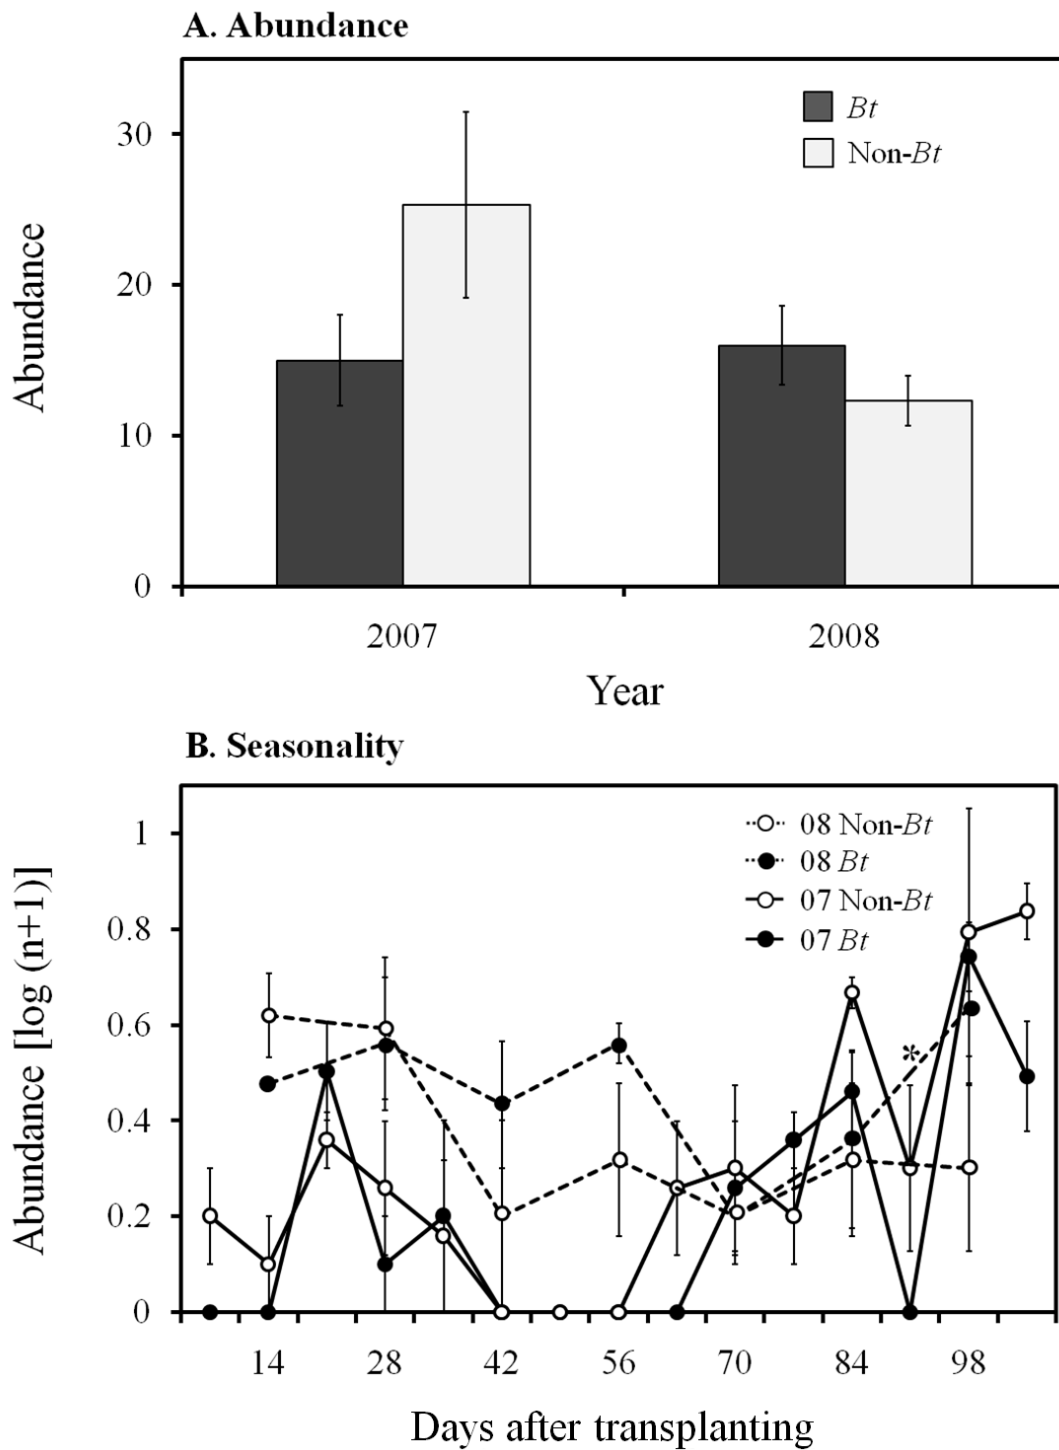 A. Abundance
Bt
Non-Bt
30
20
10
0
Abundance
2007 2008
Year
B. Seasonality
08 Non-Bt
08 Bt
07 Non-Bt
07 Bt
1
0.8
0.6
0.4
0.2
0
*
Abundance [log (n+1)]
14 28 42 56 70 84 98
Days after transplanting